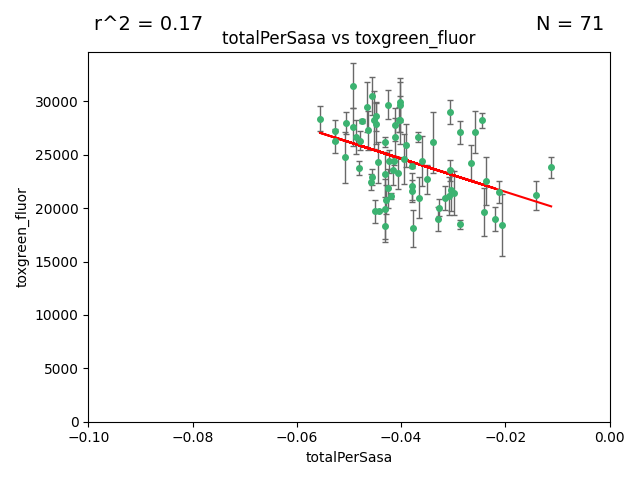 r^2 = 0.17
N = 71
totalPerSasa vs toxgreen_fluor
toxgreen_fluor
30000
25000
20000
15000
10000
5000
0
−0.10
−0.08
−0.06
−0.04
−0.02
0.00
totalPerSasa